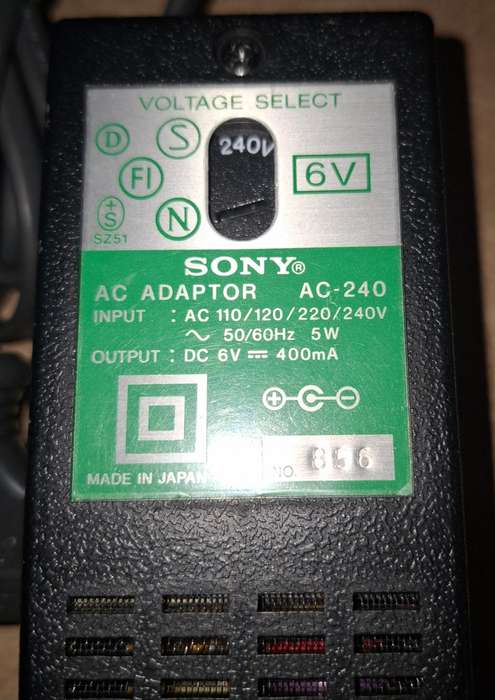 VOLTAGE SELECT
D S
240V
6V
FI
+
S
N
SZ51
SONY®
AC ADAPTOR AC-240
INPUT : AC 110/120/220/240V
~ 50/60Hz 5W
OUTPUT : DC 6V ⎓ 400mA
+ C -
MADE IN JAPAN
NO. 856